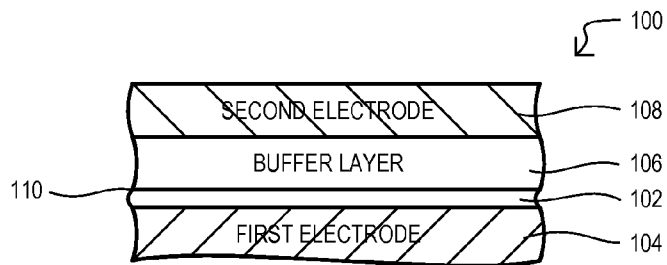 100
SECOND ELECTRODE
108
BUFFER LAYER
106
110
102
FIRST ELECTRODE
104